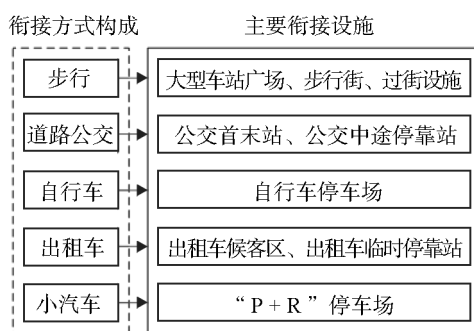 衔接方式构成 主要衔接设施
步行 大型车站广场、步行街、过街设施
道路公交 公交首末站、公交中途停靠站
自行车 自行车停车场
出租车 出租车候客区、出租车临时停靠站
小汽车 “P+R”停车场